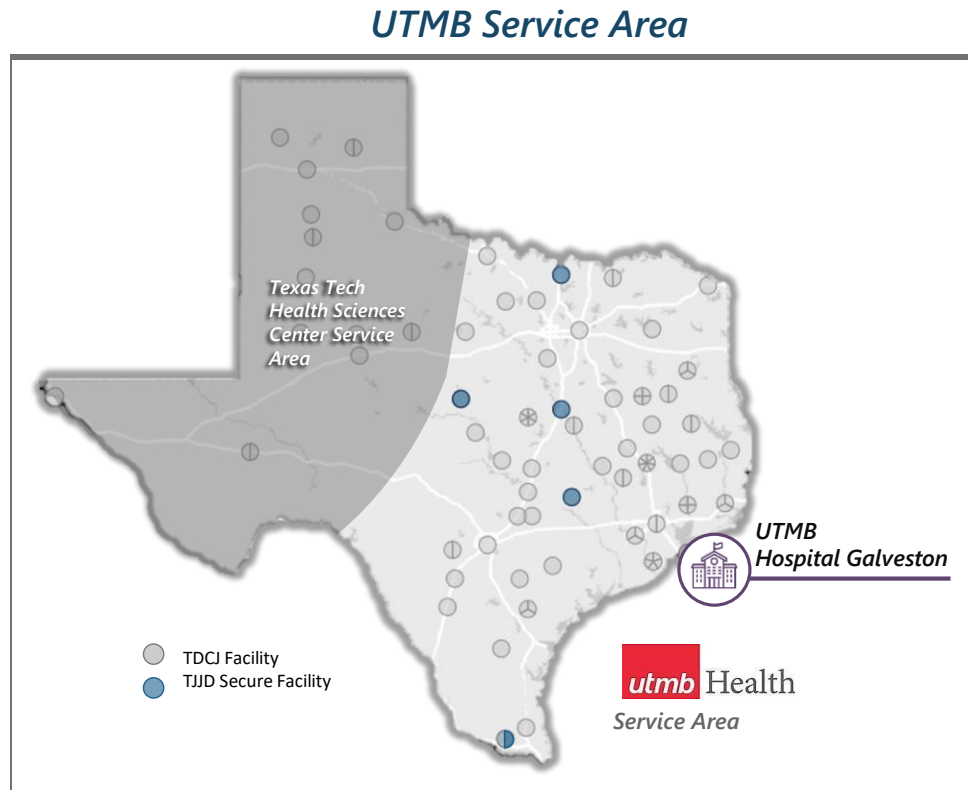 UTMB Service Area
Texas Tech
Health Sciences
Center Service
Area
UTMB
Hospital Galveston
TDCJ Facility
TJJD Secure Facility
utmb Health
Service Area